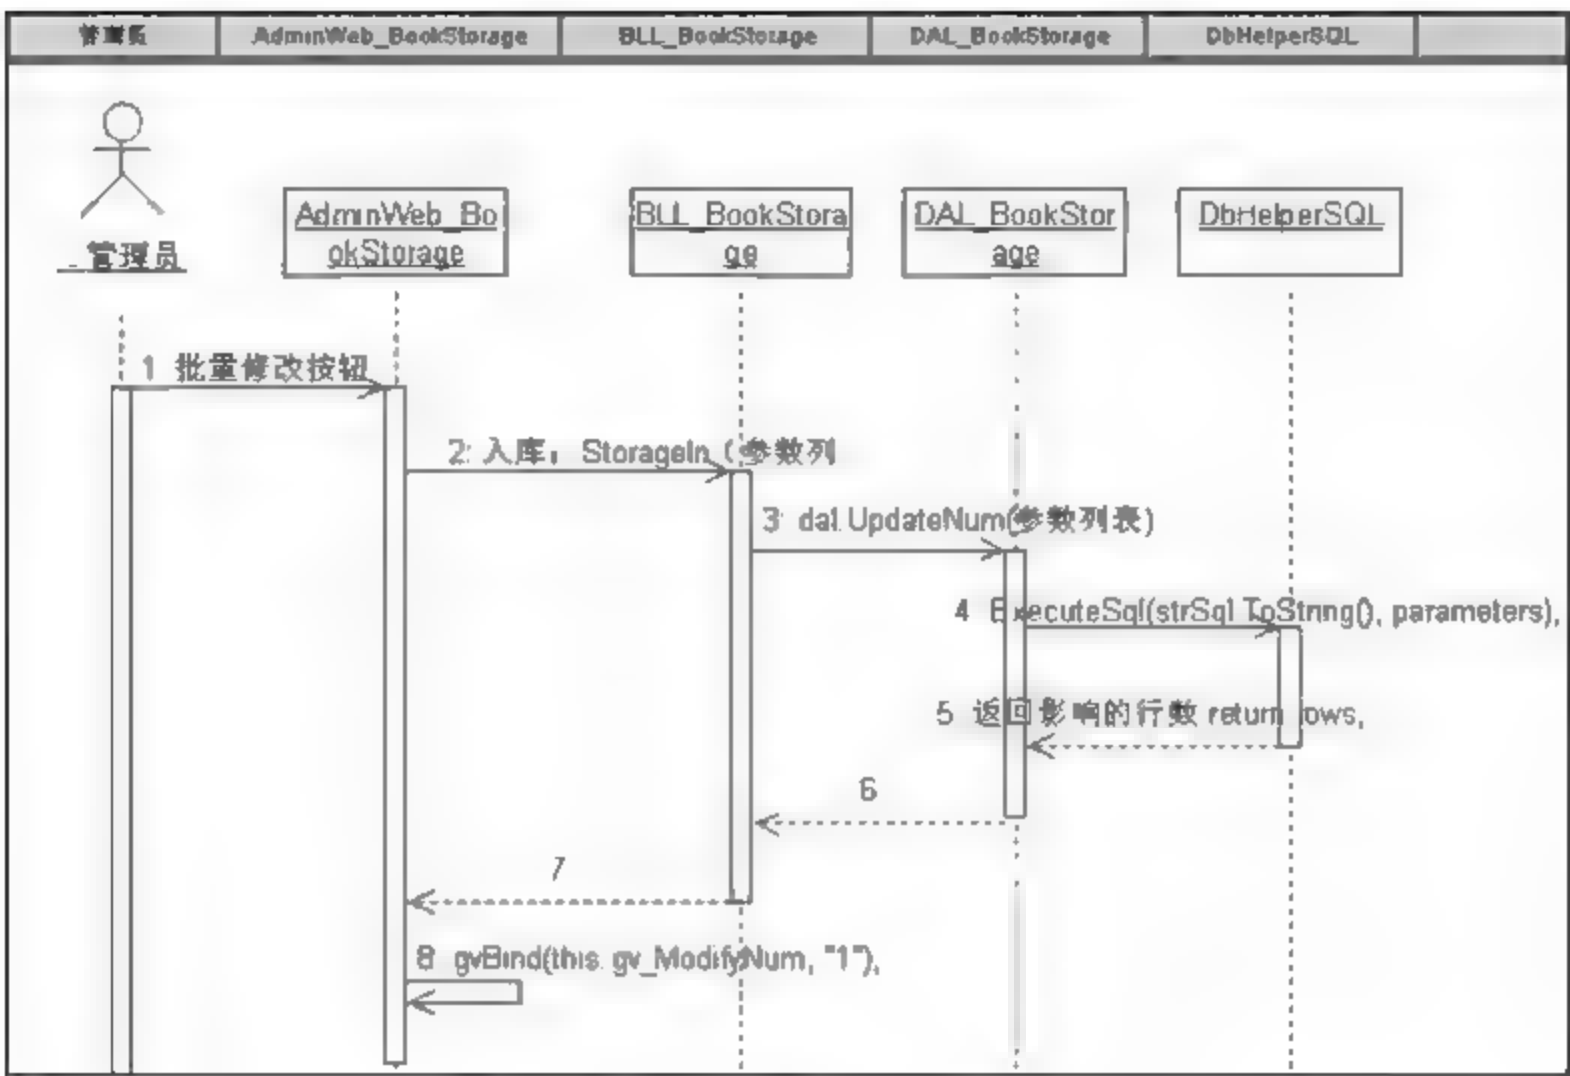 管理员 AdminWeb_BookStorage BLL_BookStorage DAL_BookStorage DbHelperSQL
AdminWeb_Bo
okStorage
BLL_BookStora
ge
DAL_BookStor
age
DbHelperSQL
: 管理员
1: 批量修改按钮
2: 入库: StorageIn (参数列
3: dal.UpdateNum(参数列表)
4: ExecuteSql(strSql.ToString(), parameters);
5: 返回影响的行数 return rows;
6
7
8: gvBind(this.gv_ModifyNum, "1");